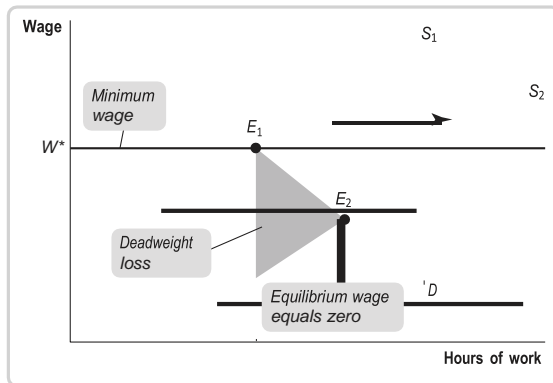 Wage
S1
S2
Minimum
wage
E1
W*
E2
Deadweight
loss
Equilibrium wage
equals zero
'D
Hours of work